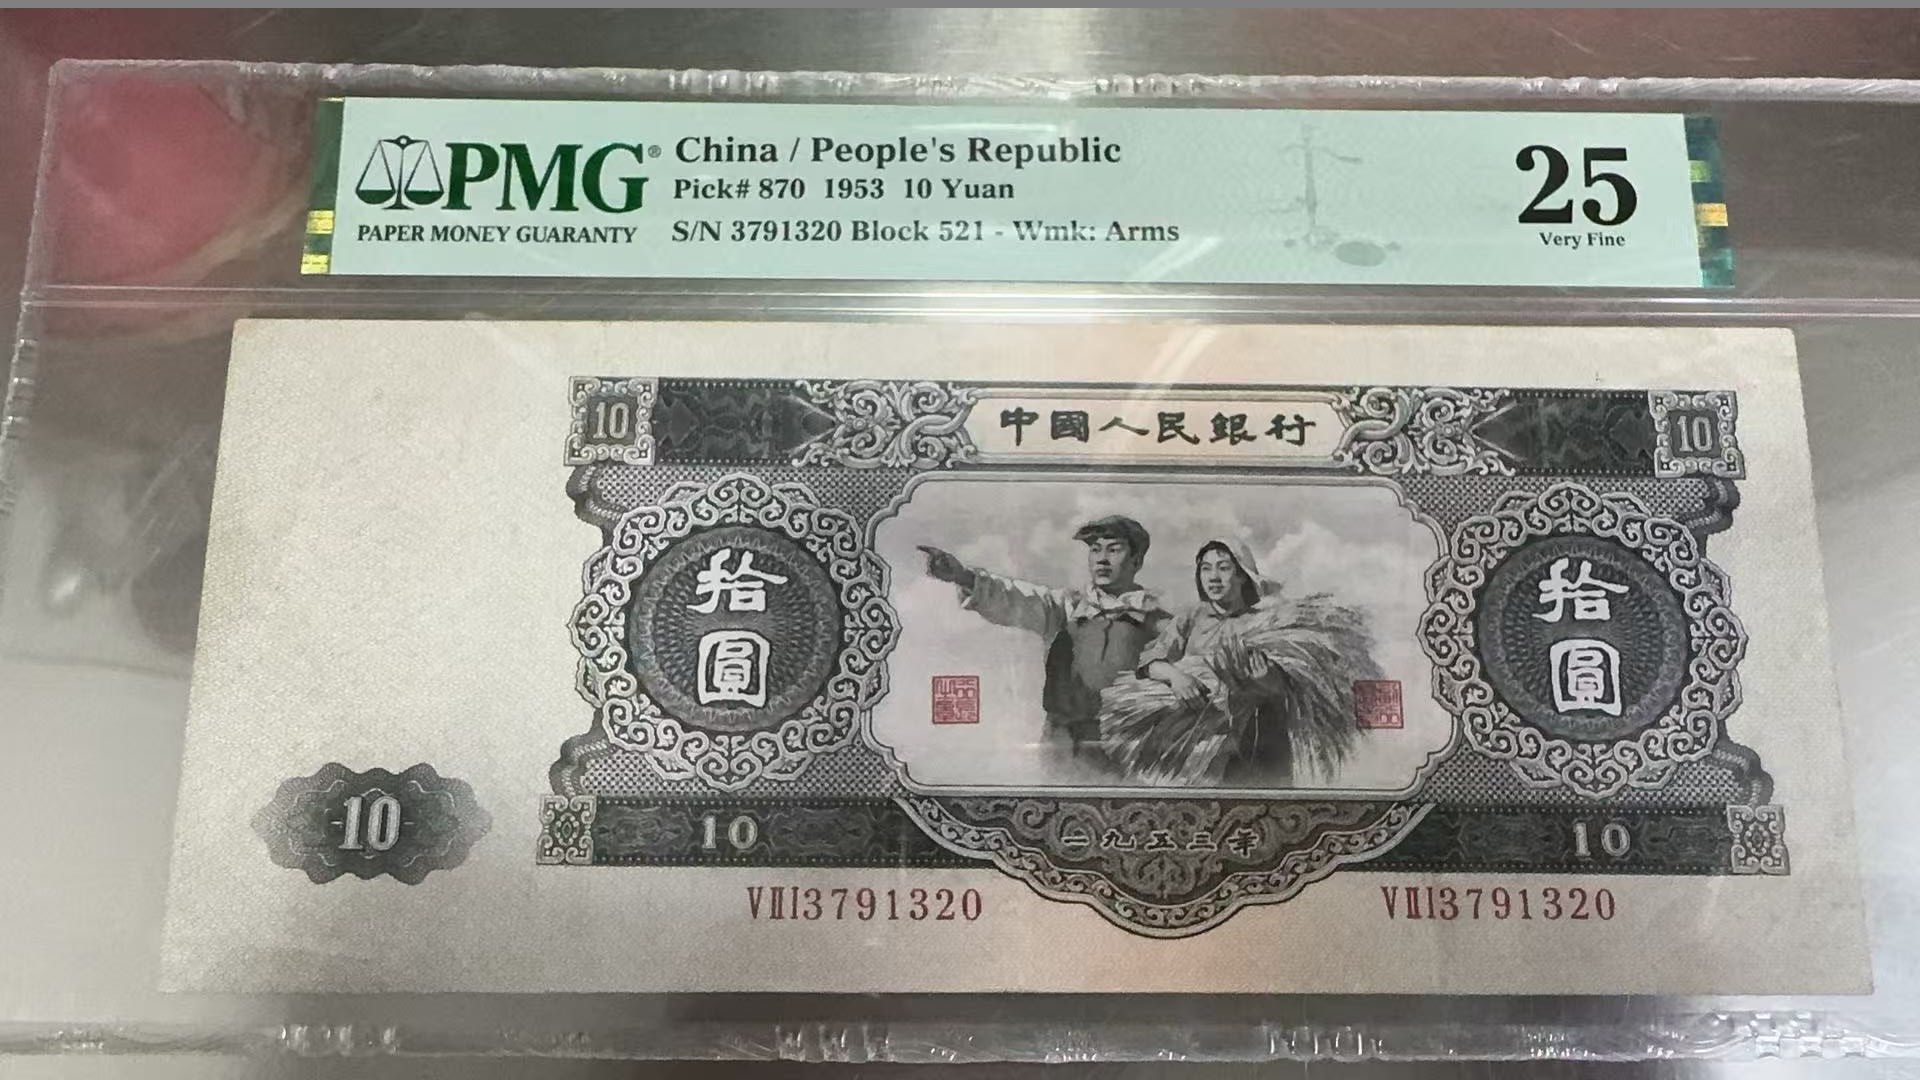 PMG®
PAPER MONEY GUARANTY
China / People's Republic
Pick# 870 1953 10 Yuan
S/N 3791320 Block 521 - Wmk: Arms
25
Very Fine
10
中國人民銀行
10
拾圓
拾圓
10
10
一九五三年
10
VⅡI3791320
VⅡI3791320